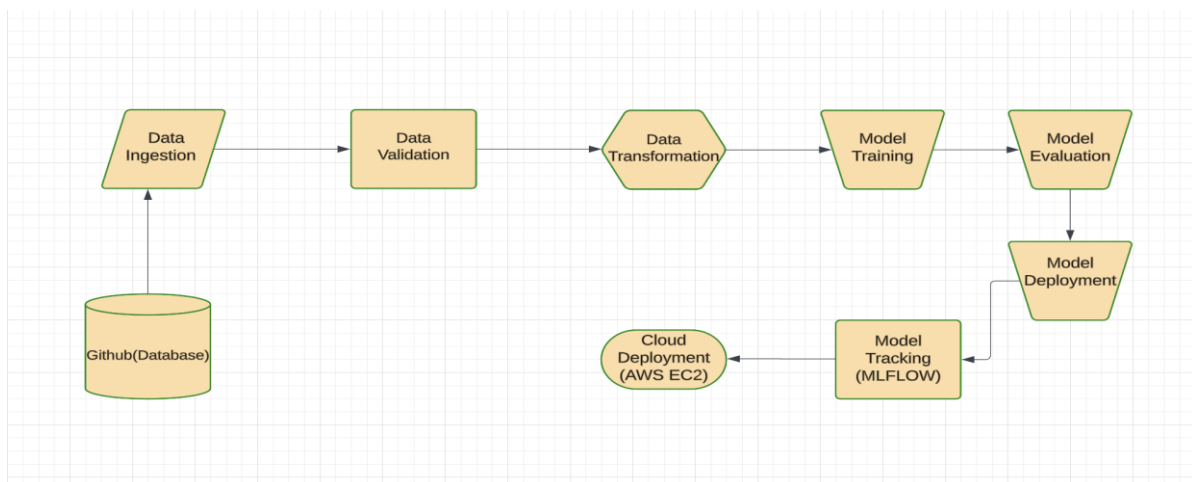 Data
Ingestion
Data
Validation
Data
Transformation
Model
Training
Model
Evaluation
Model
Deployment
Github(Database)
Cloud
Deployment
(AWS EC2)
Model
Tracking
(MLFLOW)